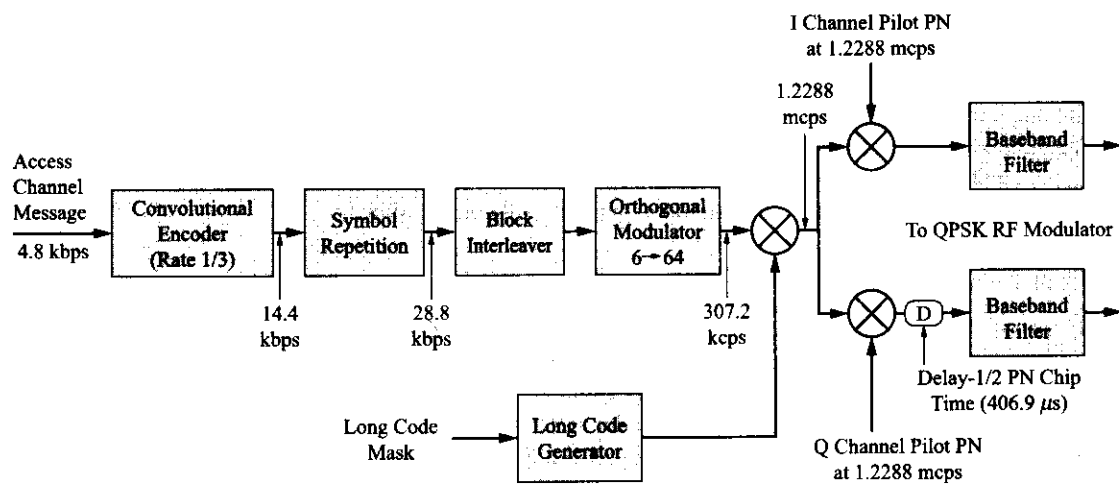 I Channel Pilot PN
at 1.2288 mcps
1.2288
mcps
Baseband
Filter
Access
Channel
Message
4.8 kbps
Convolutional
Encoder
(Rate 1/3)
Symbol
Repetition
Block
Interleaver
Orthogonal
Modulator
6→64
To QPSK RF Modulator
14.4
kbps
28.8
kbps
307.2
kcps
D
Baseband
Filter
Delay-1/2 PN Chip
Time (406.9 μs)
Long Code
Mask
Long Code
Generator
Q Channel Pilot PN
at 1.2288 mcps